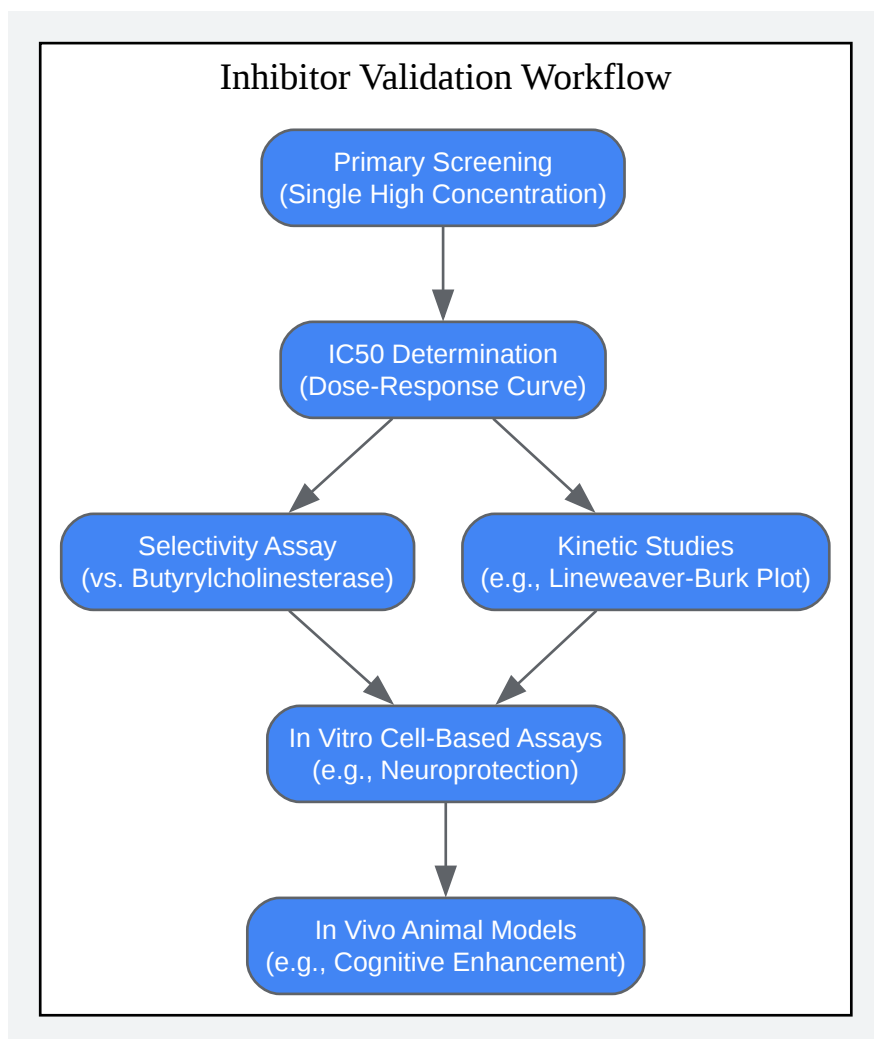 Inhibitor Validation Workflow
Primary Screening
(Single High Concentration)
IC50 Determination
(Dose-Response Curve)
Selectivity Assay
(vs. Butyrylcholinesterase)
Kinetic Studies
(e.g., Lineweaver-Burk Plot)
In Vitro Cell-Based Assays
(e.g., Neuroprotection)
In Vivo Animal Models
(e.g., Cognitive Enhancement)